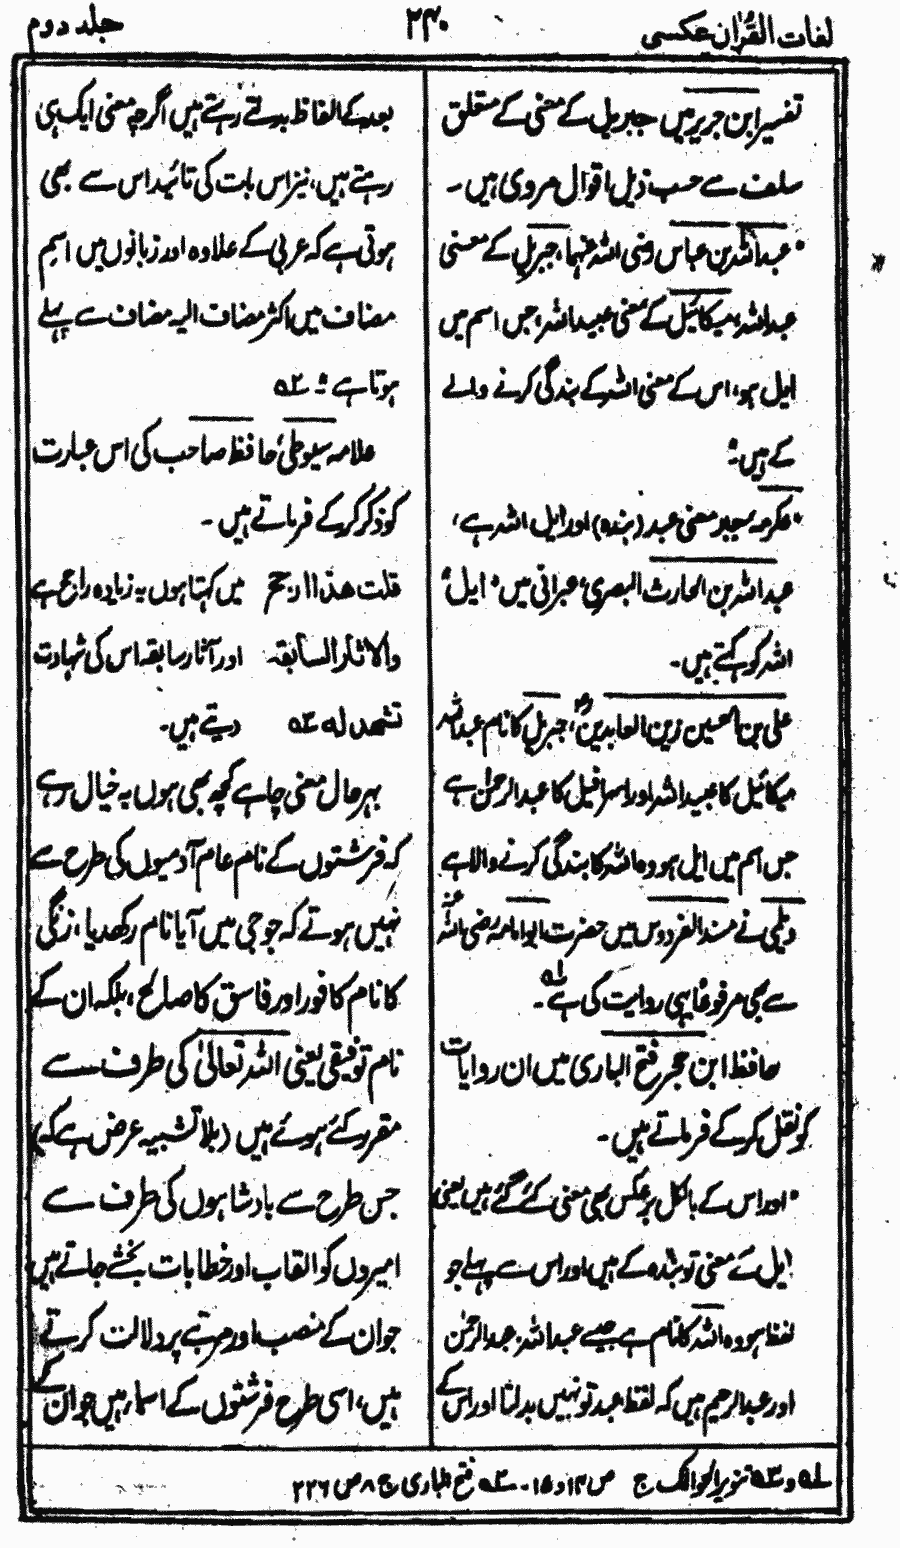 لغات القرآن عکسی
۲۴۰
جلد دوم
تفسیر ابن جریر میں جبریل کے معنی کے متعلق
سلف سے حسب ذیل اقوال مروی ہیں۔
• عبداللہ بن عباس رضی اللہ عنہما، جبریل کے معنی
عبداللہ، میکائیل کے معنی عبیداللہ، جس اسم میں
ایل ہو، اس کے معنی اللہ کے بندگی کرنے والے
کے ہیں۔
• عکرمہ، جبر معنی عبد (بندہ) اور ایل اللہ ہے،
عبداللہ بن الحارث البصری، عبرانی میں "ایل"
اللہ کو کہتے ہیں۔
علی بن الحسین زین العابدین، جبریل کا نام عبداللہ
میکائیل کا عبیداللہ اور اسرافیل کا عبدالرحمٰن ہے
جس اسم میں ایل ہو وہ اللہ کا بندگی کرنے والا ہے
دیلمی نے مسند الفردوس میں حضرت ابو امامہ رضی اللہ عنہ
سے بھی مرفوعاً یہی روایت کی ہے لہ۔
حافظ ابن حجر فتح الباری میں ان روایات
کو نقل کرکے فرماتے ہیں۔
• اور اس کے بالکل برعکس بھی معنی کئے گئے ہیں یعنی
ایل کے معنی تو بندہ کے ہیں اور اس سے پہلے جو
لفظ ہو وہ اللہ کا نام ہے جیسے عبداللہ، عبدالرحمٰن
اور عبدالرحیم ہیں کہ لفظ عبد تو نہیں بدلتا اور اس کے
بعد کے الفاظ بدلتے رہتے ہیں اگرچہ معنی ایک ہی
رہتے ہیں، نیز اس بات کی تائید اس سے بھی
ہوتی ہے کہ عربی کے علاوہ اور زبانوں میں اسم
مضاف میں اکثر مضاف الیہ مضاف سے پہلے
ہوتا ہے
علامہ سیوطی حافظ صاحب کی اس عبارت
کو ذکر کرکے فرماتے ہیں۔
قلت هذا ارجح میں کہتا ہوں یہ زیادہ راجح ہے
والاثار السابقہ اور آثار سابقہ اس کی شہادت
تشھد لہ دیتے ہیں۔
بہرحال معنی چاہے کچھ بھی ہوں یہ خیال رہے
کہ فرشتوں کے نام عام آدمیوں کی طرح سے
نہیں ہوتے کہ جو جی میں آیا نام رکھدیا، زنگی
کا نام کافور اور فاسق کا صالح، بلکہ ان کے
نام توقیفی یعنی اللہ تعالیٰ کی طرف سے
مقرر کئے ہوئے ہیں (بلا تشبیہ عرض ہے کہ)
جس طرح سے بادشاہوں کی طرف سے
امیروں کو القاب اور خطابات بخشے جاتے ہیں
جو ان کے منصب اور مرتبے پر دلالت کرتے
ہیں، اسی طرح فرشتوں کے اسماء ہیں جو ان کے
لہ و ۳ہ تنویر الحوالک ج ص ۱۴ و ۱۵۔ ۲ہ فتح الباری ج ۸ ص ۲۲۶